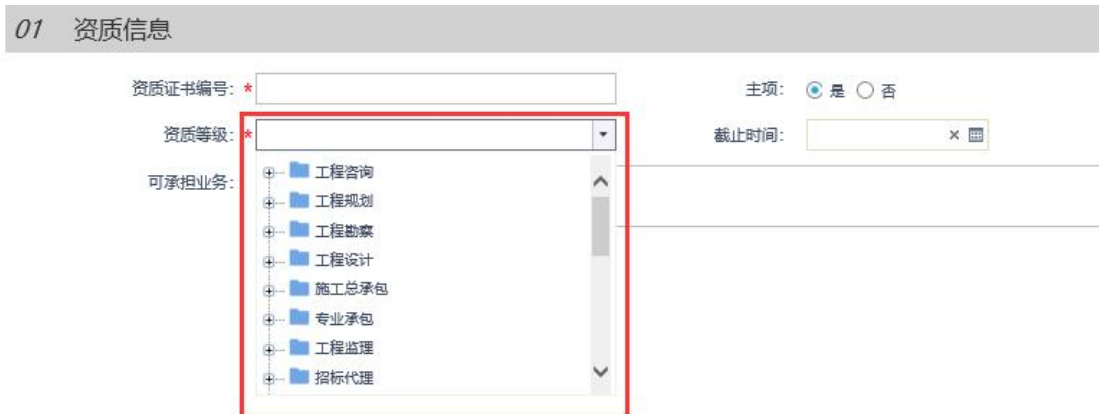 01 资质信息
资质证书编号: * 主项: 是 否
资质等级: * 截止时间:
可承担业务:
工程咨询
工程规划
工程勘察
工程设计
施工总承包
专业承包
工程监理
招标代理